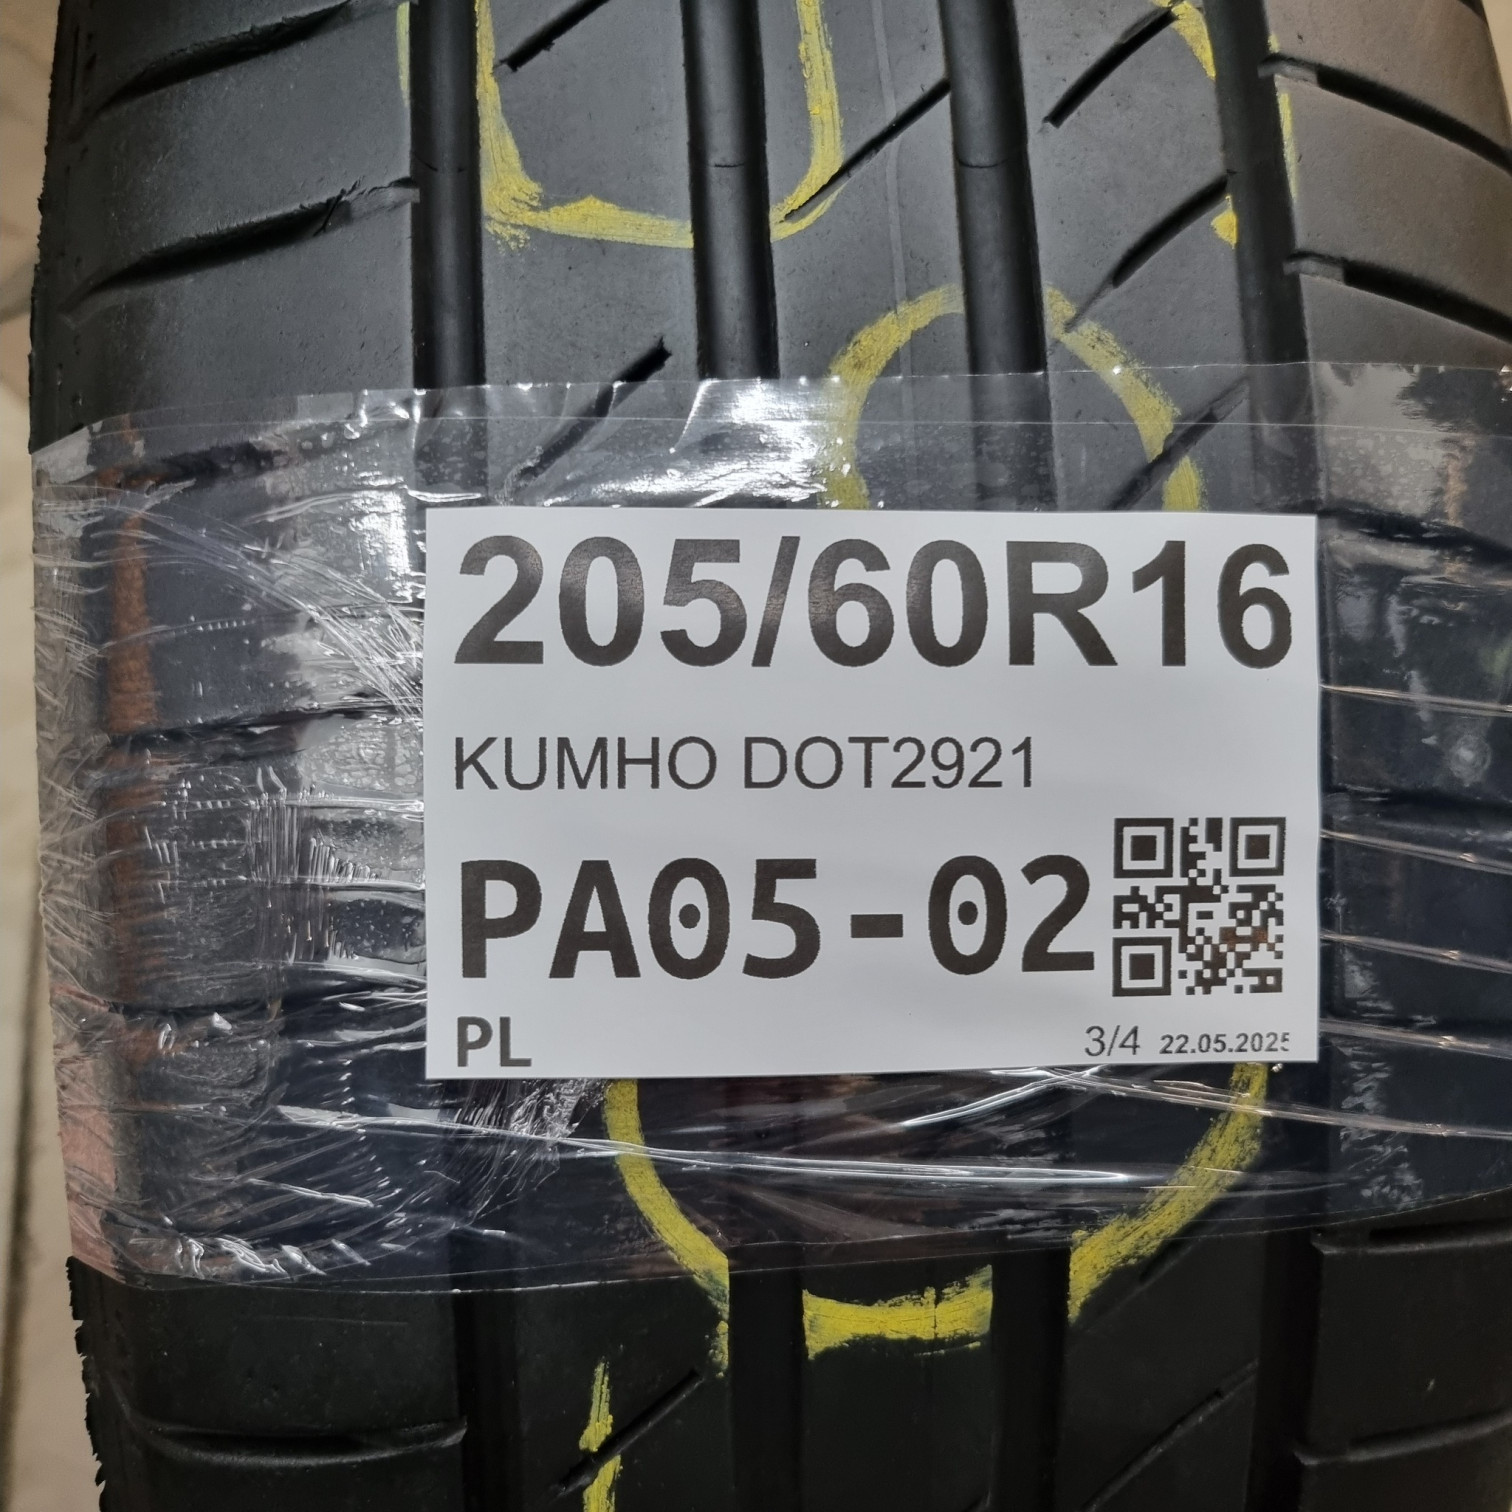 205/60R16
KUMHO DOT2921
PA05-02
PL
3/4 22.05.2025